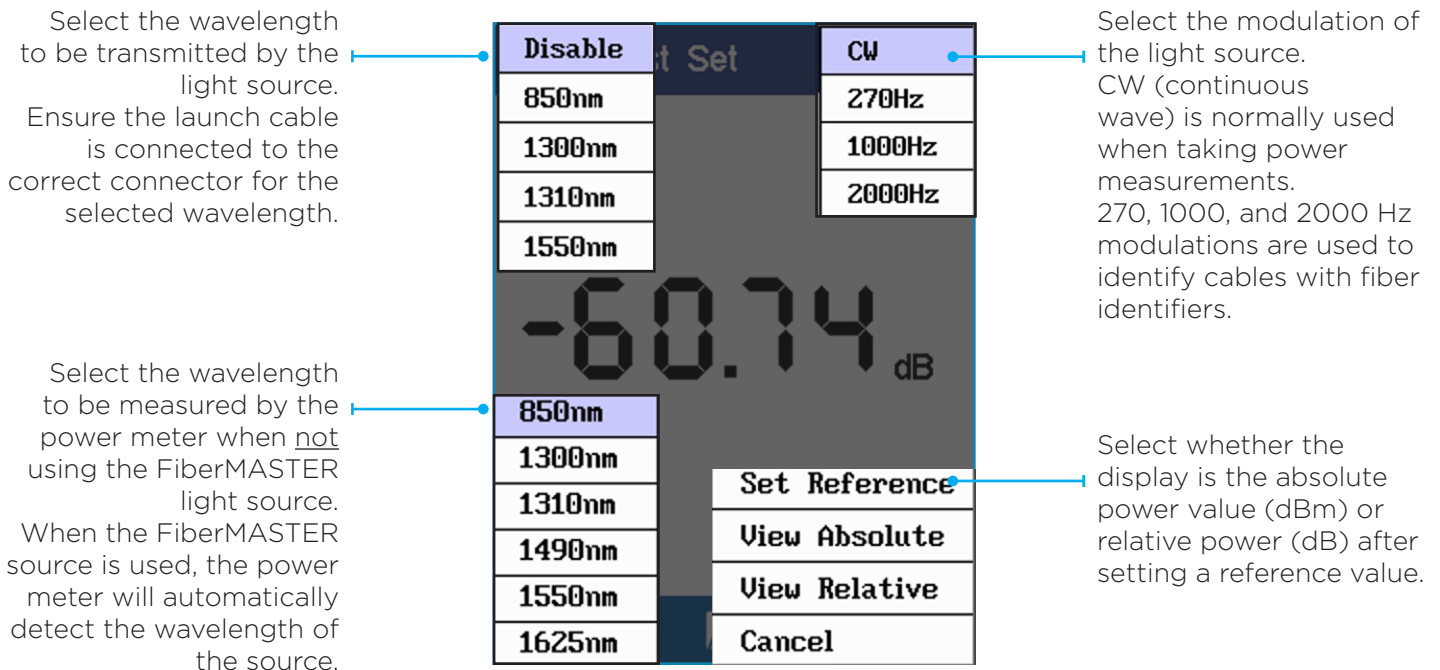 Select the wavelength
to be transmitted by the
light source.
Ensure the launch cable
is connected to the
correct connector for the
selected wavelength.
Disable
850nm
1300nm
1310nm
1550nm
t Set
CW
270Hz
1000Hz
2000Hz
Select the modulation of
the light source.
CW (continuous
wave) is normally used
when taking power
measurements.
270, 1000, and 2000 Hz
modulations are used to
identify cables with fiber
identifiers.
-60.74 dB
Select the wavelength
to be measured by the
power meter when not
using the FiberMASTER
light source.
When the FiberMASTER
source is used, the power
meter will automatically
detect the wavelength of
the source.
850nm
1300nm
1310nm
1490nm
1550nm
1625nm
Set Reference
View Absolute
View Relative
Cancel
Select whether the
display is the absolute
power value (dBm) or
relative power (dB) after
setting a reference value.